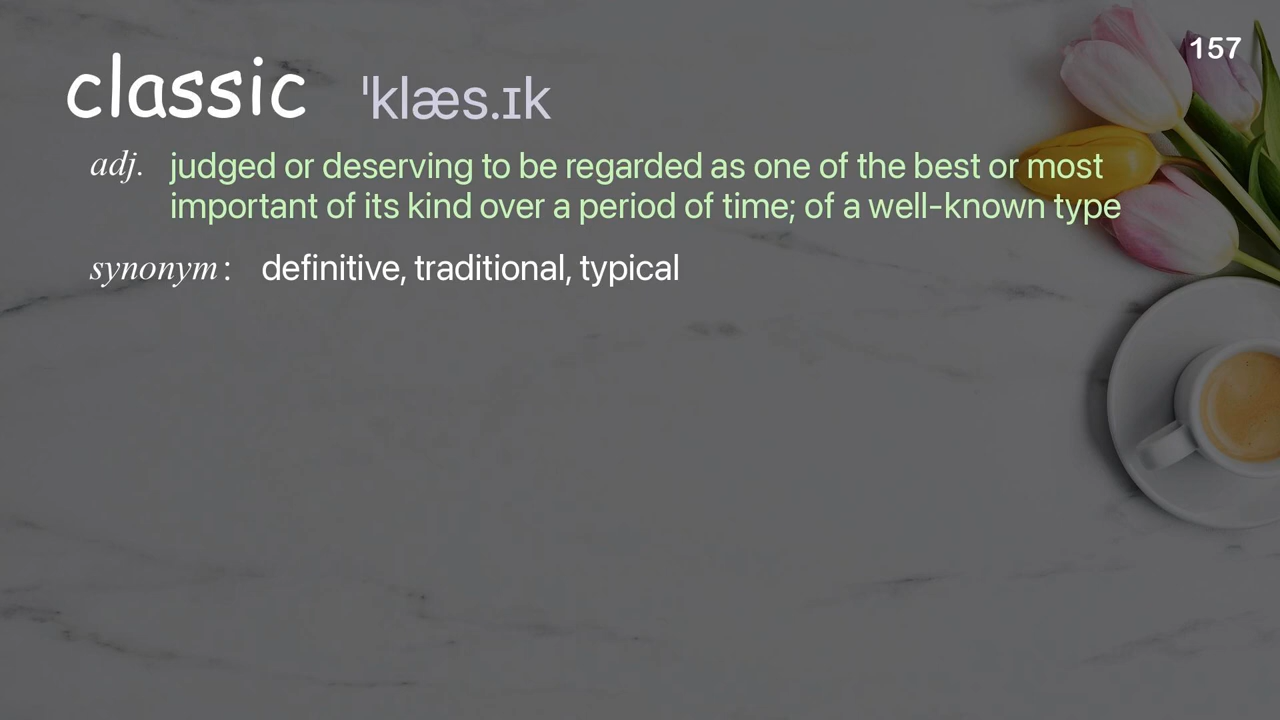 157
classic ˈklæs.ɪk
adj. judged or deserving to be regarded as one of the best or most
important of its kind over a period of time; of a well-known type
synonym: definitive, traditional, typical